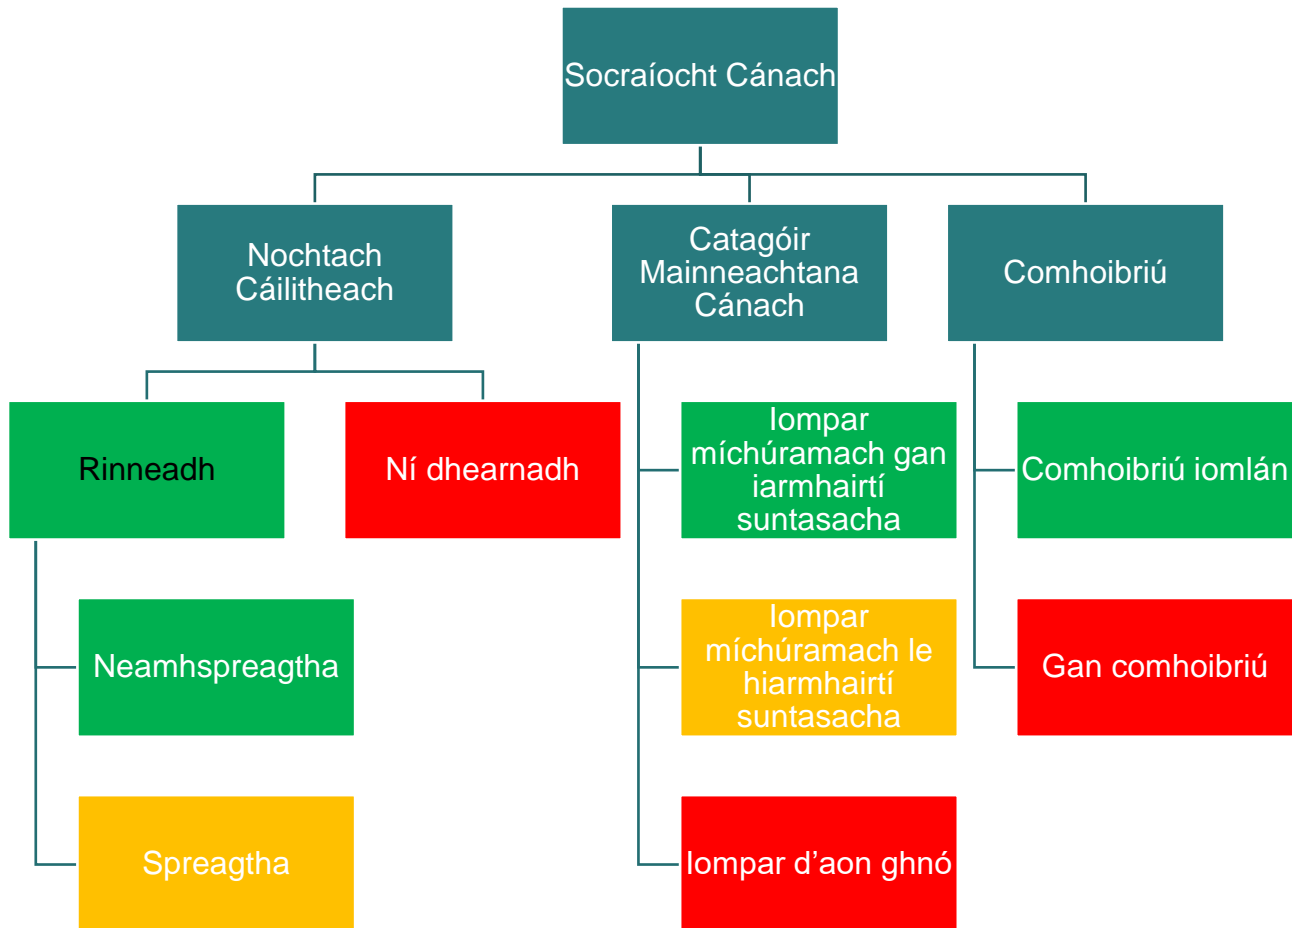 Socraíocht Cánach
Nochtach
Cáilitheach
Catagóir
Mainneachtana
Cánach
Comhoibriú
Rinneadh
Ní dhearnadh
Iompar
míchúramach gan
iarmhairtí
suntasacha
Comhoibriú iomlán
Neamhspreagtha
Iompar
míchúramach le
hiarmhairtí
suntasacha
Gan comhoibriú
Spreagtha
Iompar d'aon ghnó